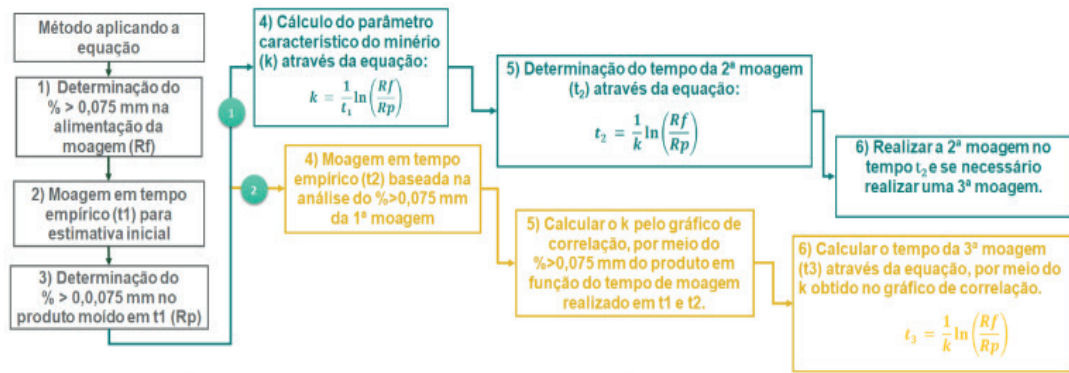 Método aplicando a
equação
1) Determinação do
% > 0,075 mm na
alimentação da
moagem (Rf)
2) Moagem em tempo
empírico (t1) para
estimativa inicial
3) Determinação do
% > 0,0,075 mm no
produto moído em t1 (Rp)
1
4) Cálculo do parâmetro
característico do minério
(k) através da equação:
k = 1/t₁ ln(Rf/Rp)
5) Determinação do tempo da 2ª moagem
(t₂) através da equação:
t₂ = 1/k ln(Rf/Rp)
6) Realizar a 2ª moagem no
tempo t₂ e se necessário
realizar uma 3ª moagem.
2
4) Moagem em tempo
empírico (t2) baseada na
análise do %>0,075 mm
da 1ª moagem
5) Calcular o k pelo gráfico de
correlação, por meio do
%>0,075 mm do produto em
função do tempo de moagem
realizado em t1 e t2.
6) Calcular o tempo da 3ª moagem
(t3) através da equação, por meio do
k obtido no gráfico de correlação.
t₃ = 1/k ln(Rf/Rp)